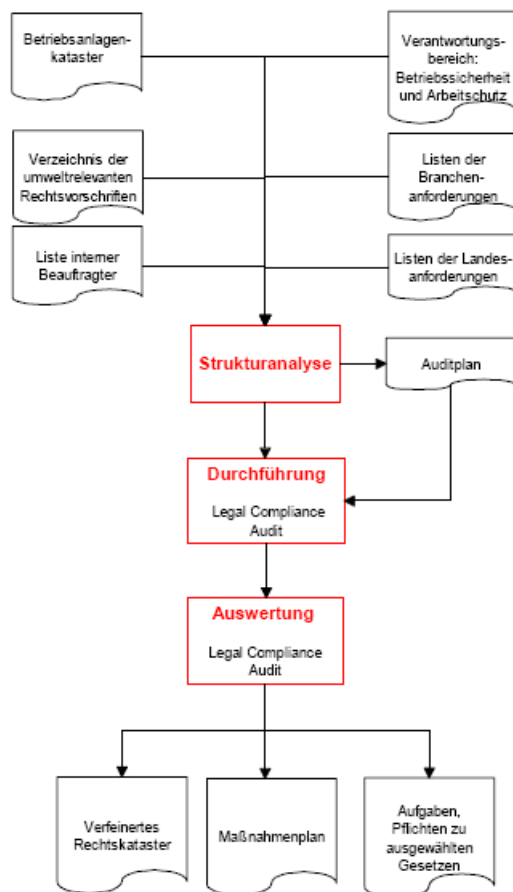 Betriebsanlagen-
kataster
Verantwortungs-
bereich:
Betriebssicherheit
und Arbeitschutz
Verzeichnis der
umweltrelevanten
Rechtsvorschriften
Listen der
Branchen-
anforderungen
Liste interner
Beauftragter
Listen der Landes-
anforderungen
Strukturanalyse
Auditplan
Durchführung
Legal Compliance
Audit
Auswertung
Legal Compliance
Audit
Verfeinertes
Rechtskataster
Maßnahmenplan
Aufgaben,
Pflichten zu
ausgewählten
Gesetzen